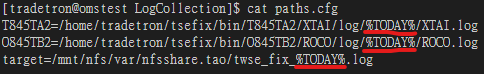 [tradetron@omstest LogCollection]$ cat paths.cfg
T845TA2=/home/tradetron/tsefix/bin/T845TA2/XTAI/log/%TODAY%/XTAI.log
O845TB2=/home/tradetron/tsefix/bin/O845TB2/ROCO/log/%TODAY%/ROCO.log
target=/mnt/nfs/var/nfsshare.tao/twse_fix_%TODAY%.log